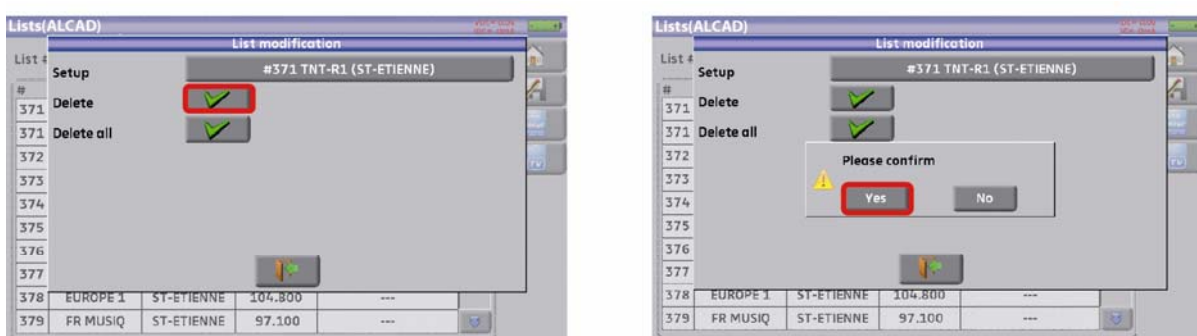 Lists(ALCAD)
List modification
List #
Setup
#371 TNT-R1 (ST-ETIENNE)
#
371 Delete
371 Delete all
372
373
374
375
376
377
378 EUROPE 1 ST-ETIENNE 104.800 ---
379 FR MUSIQ ST-ETIENNE 97.100 ---
Lists(ALCAD)
List modification
List #
Setup
#371 TNT-R1 (ST-ETIENNE)
#
371 Delete
371 Delete all
372
Please confirm
373
374
Yes No
375
376
377
378 EUROPE 1 ST-ETIENNE 104.800 ---
379 FR MUSIQ ST-ETIENNE 97.100 ---